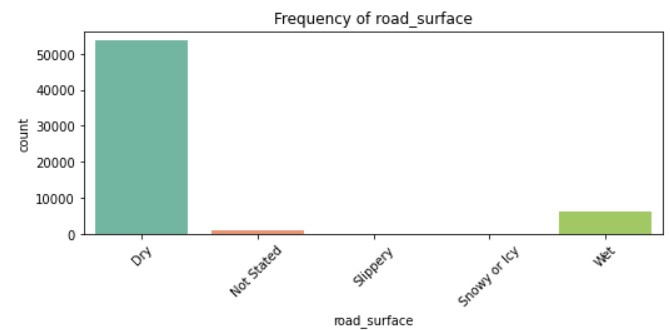 Frequency of road_surface
count
50000
40000
30000
20000
10000
0
Dry
Not Stated
Slippery
Snowy or Icy
Wet
road_surface